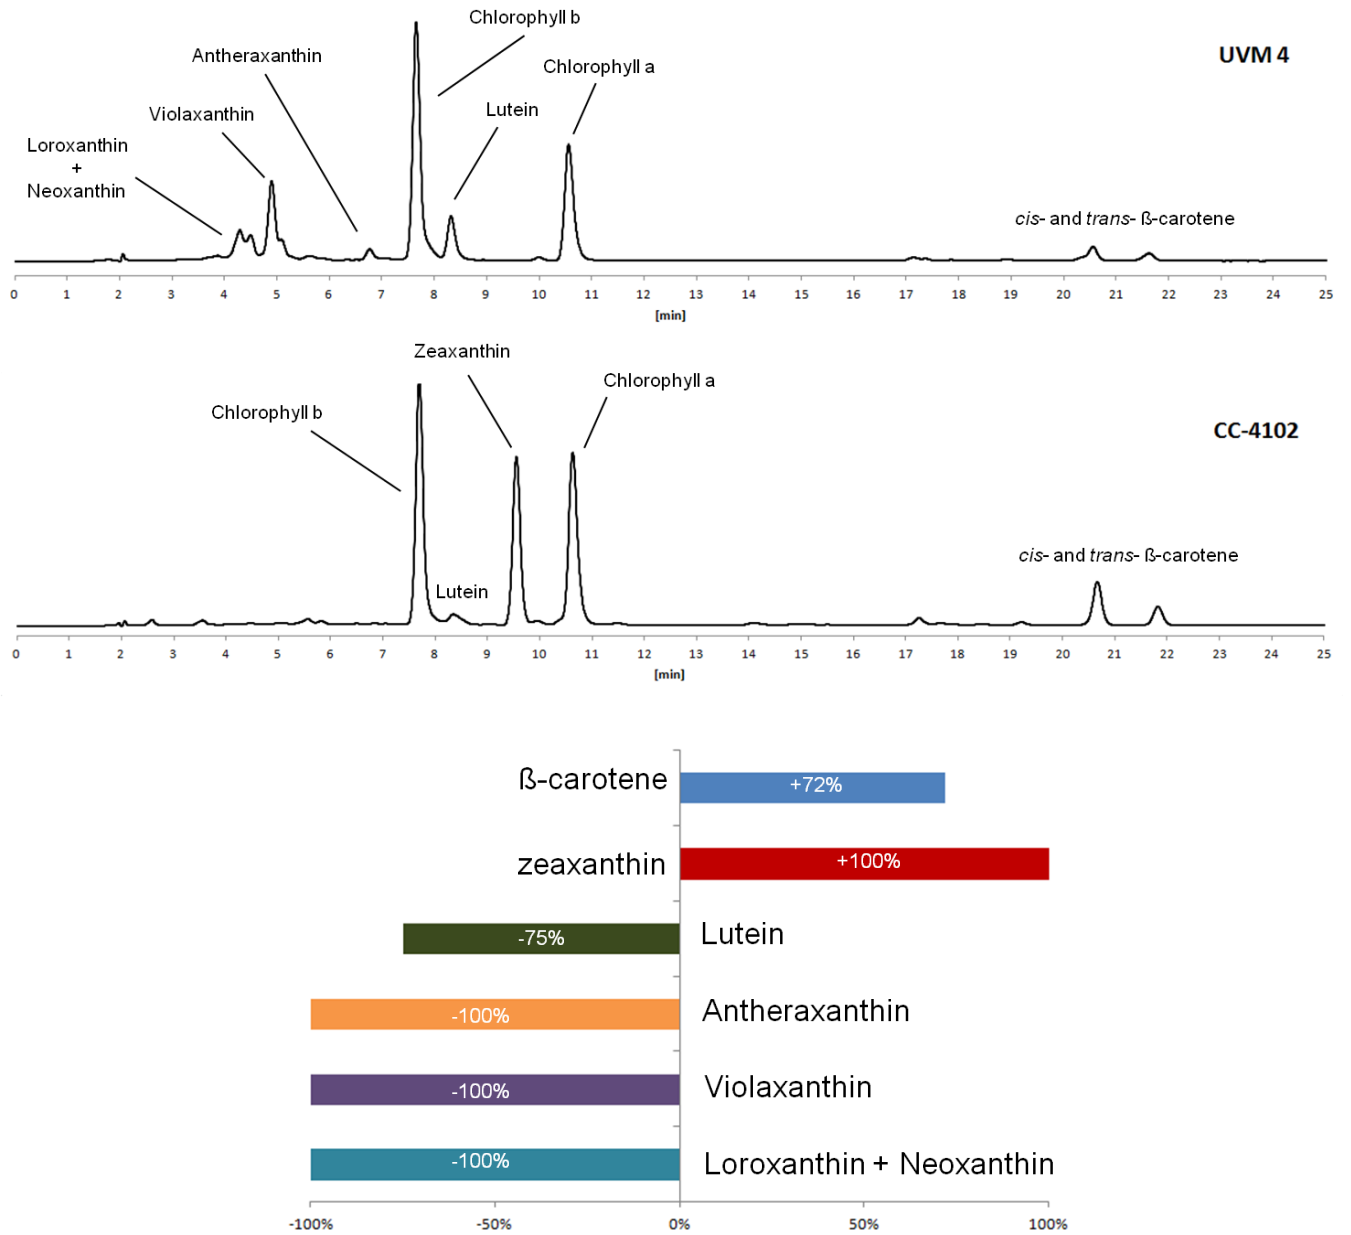 Chlorophyll b
UVM 4
Antheraxanthin
Chlorophyll a
Violaxanthin
Lutein
Loroxanthin
+
Neoxanthin
cis- and trans- ß-carotene
0 1 2 3 4 5 6 7 8 9 10 11 12 13 14 15 16 17 18 19 20 21 22 23 24 25
[min]
Zeaxanthin
Chlorophyll a
Chlorophyll b
CC-4102
cis- and trans- ß-carotene
Lutein
0 1 2 3 4 5 6 7 8 9 10 11 12 13 14 15 16 17 18 19 20 21 22 23 24 25
[min]
ß-carotene +72%
zeaxanthin +100%
-75% Lutein
-100% Antheraxanthin
-100% Violaxanthin
-100% Loroxanthin + Neoxanthin
-100% -50% 0% 50% 100%